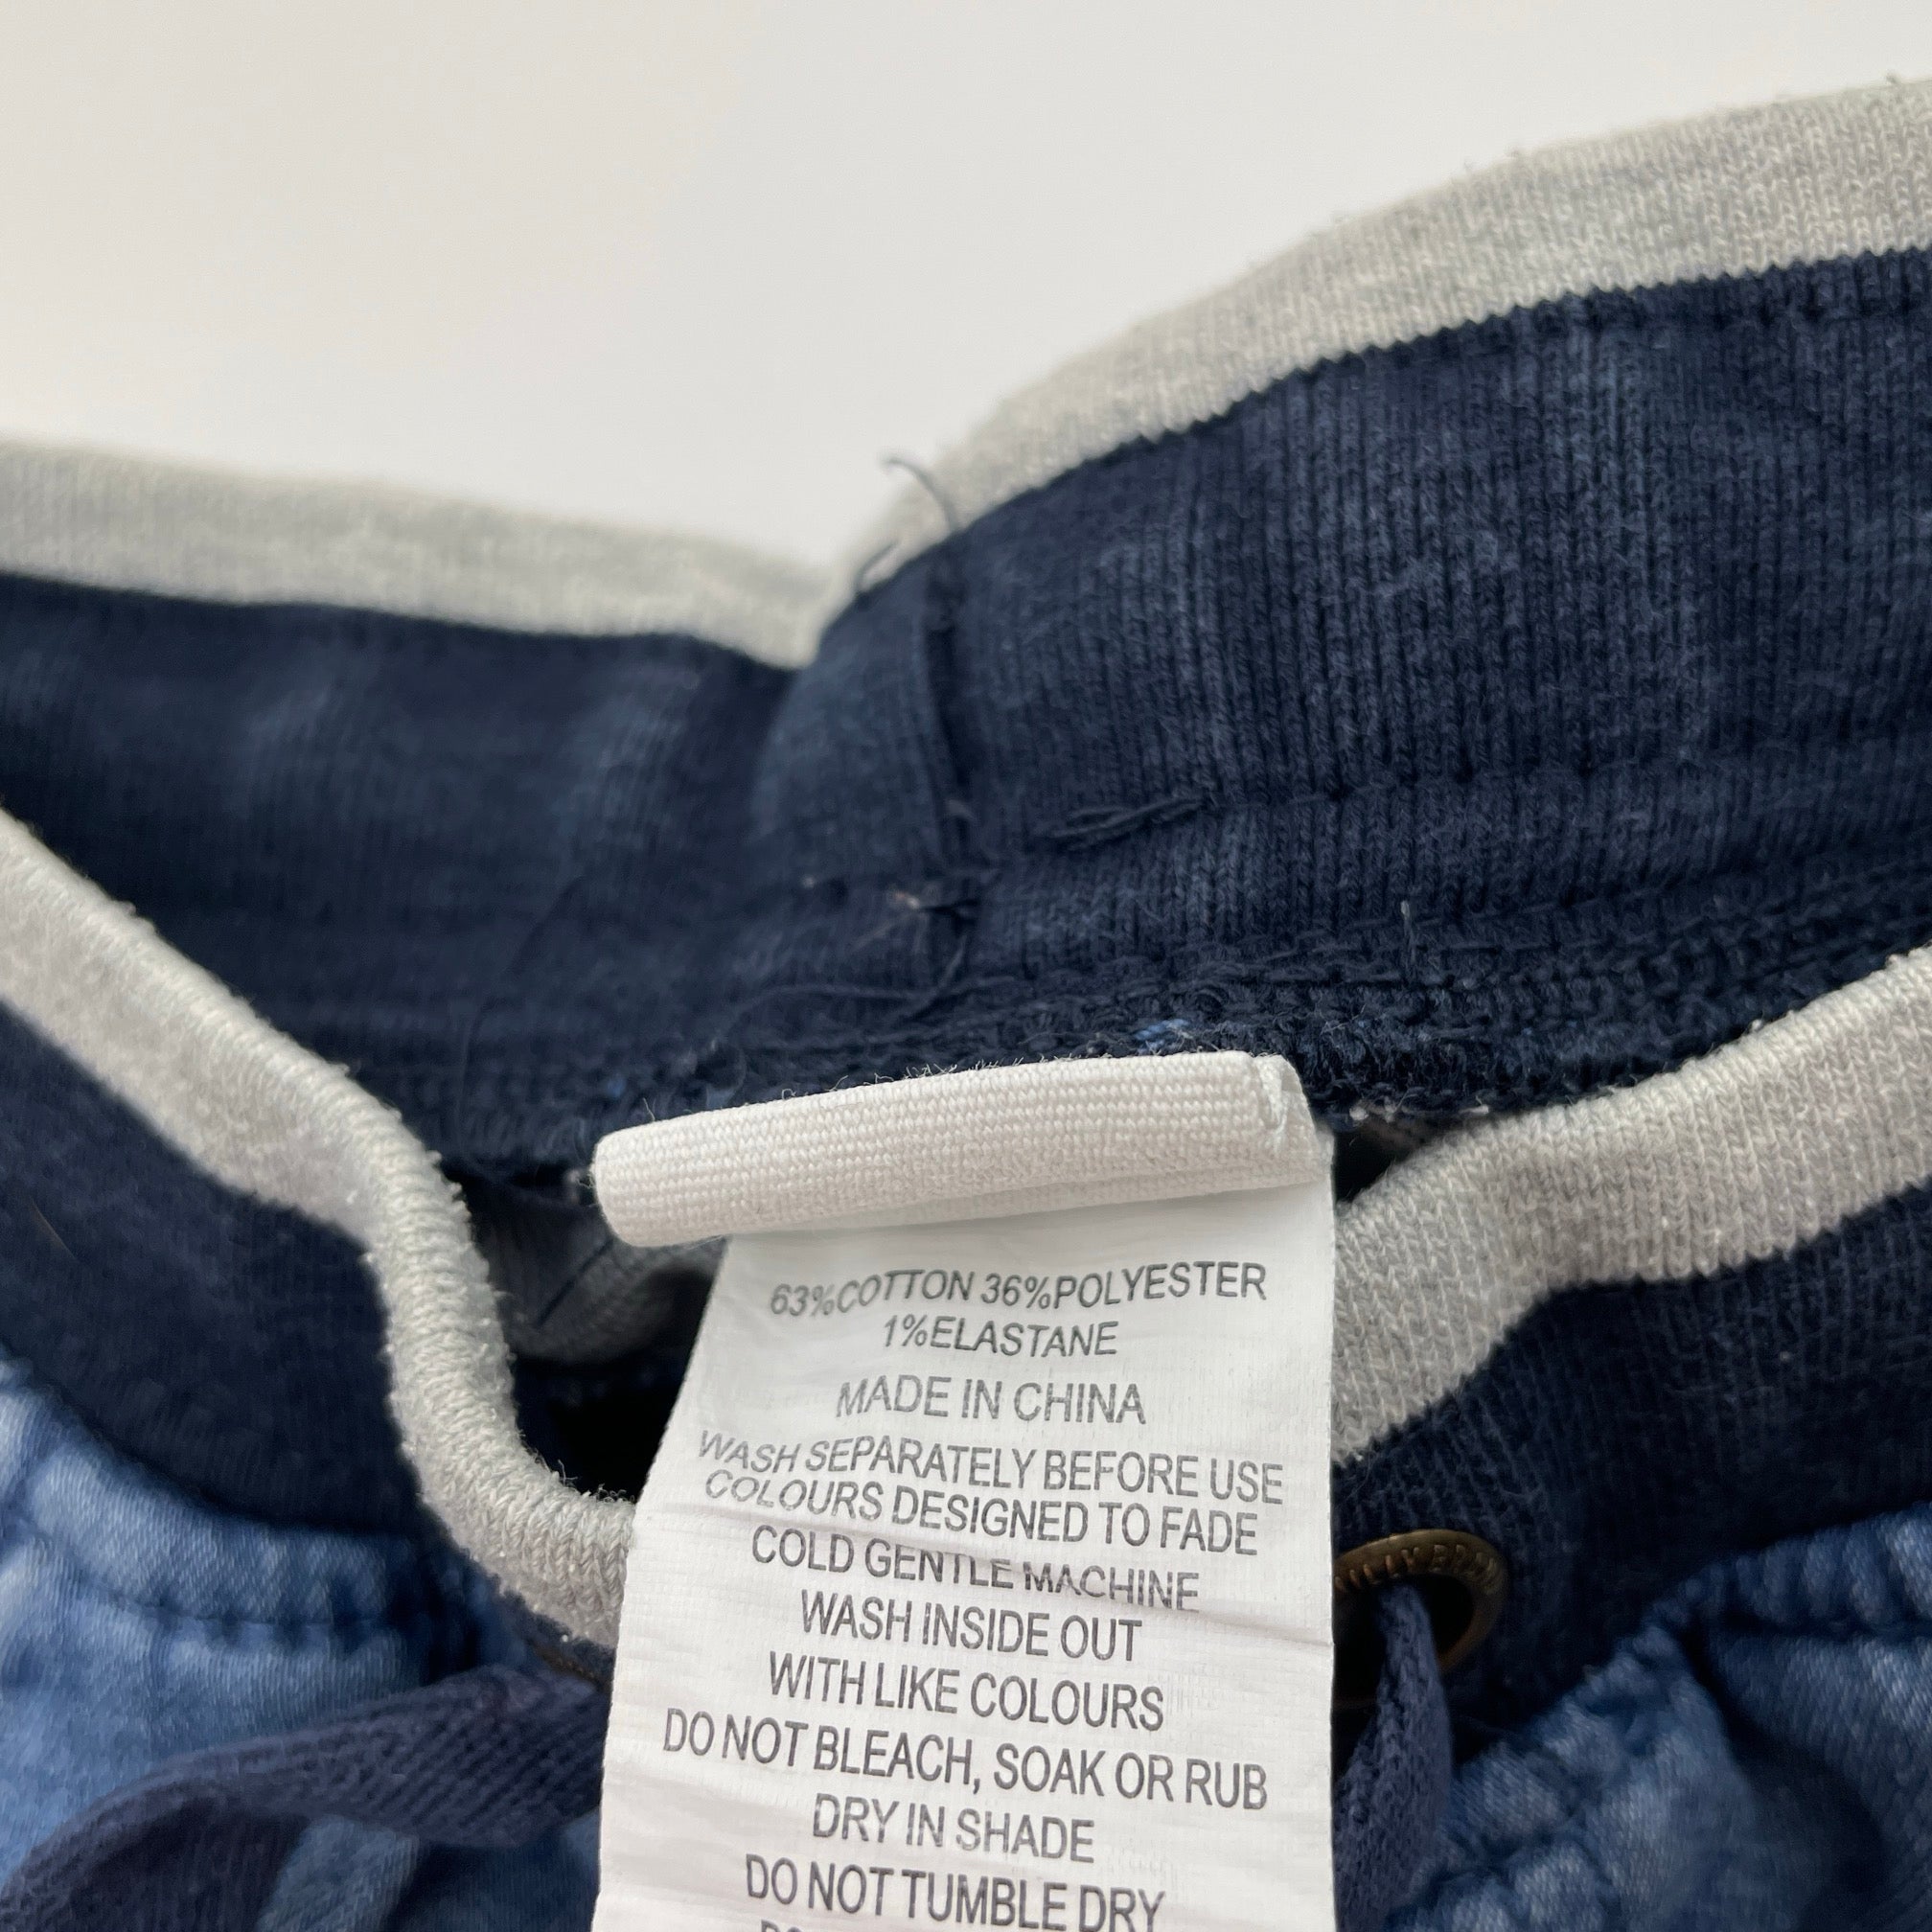 63%COTTON 36%POLYESTER
1%ELASTANE
MADE IN CHINA
WASH SEPARATELY BEFORE USE
COLOURS DESIGNED TO FADE
COLD GENTLE MACHINE
WASH INSIDE OUT
WITH LIKE COLOURS
DO NOT BLEACH, SOAK OR RUB
DRY IN SHADE
DO NOT TUMBLE DRY